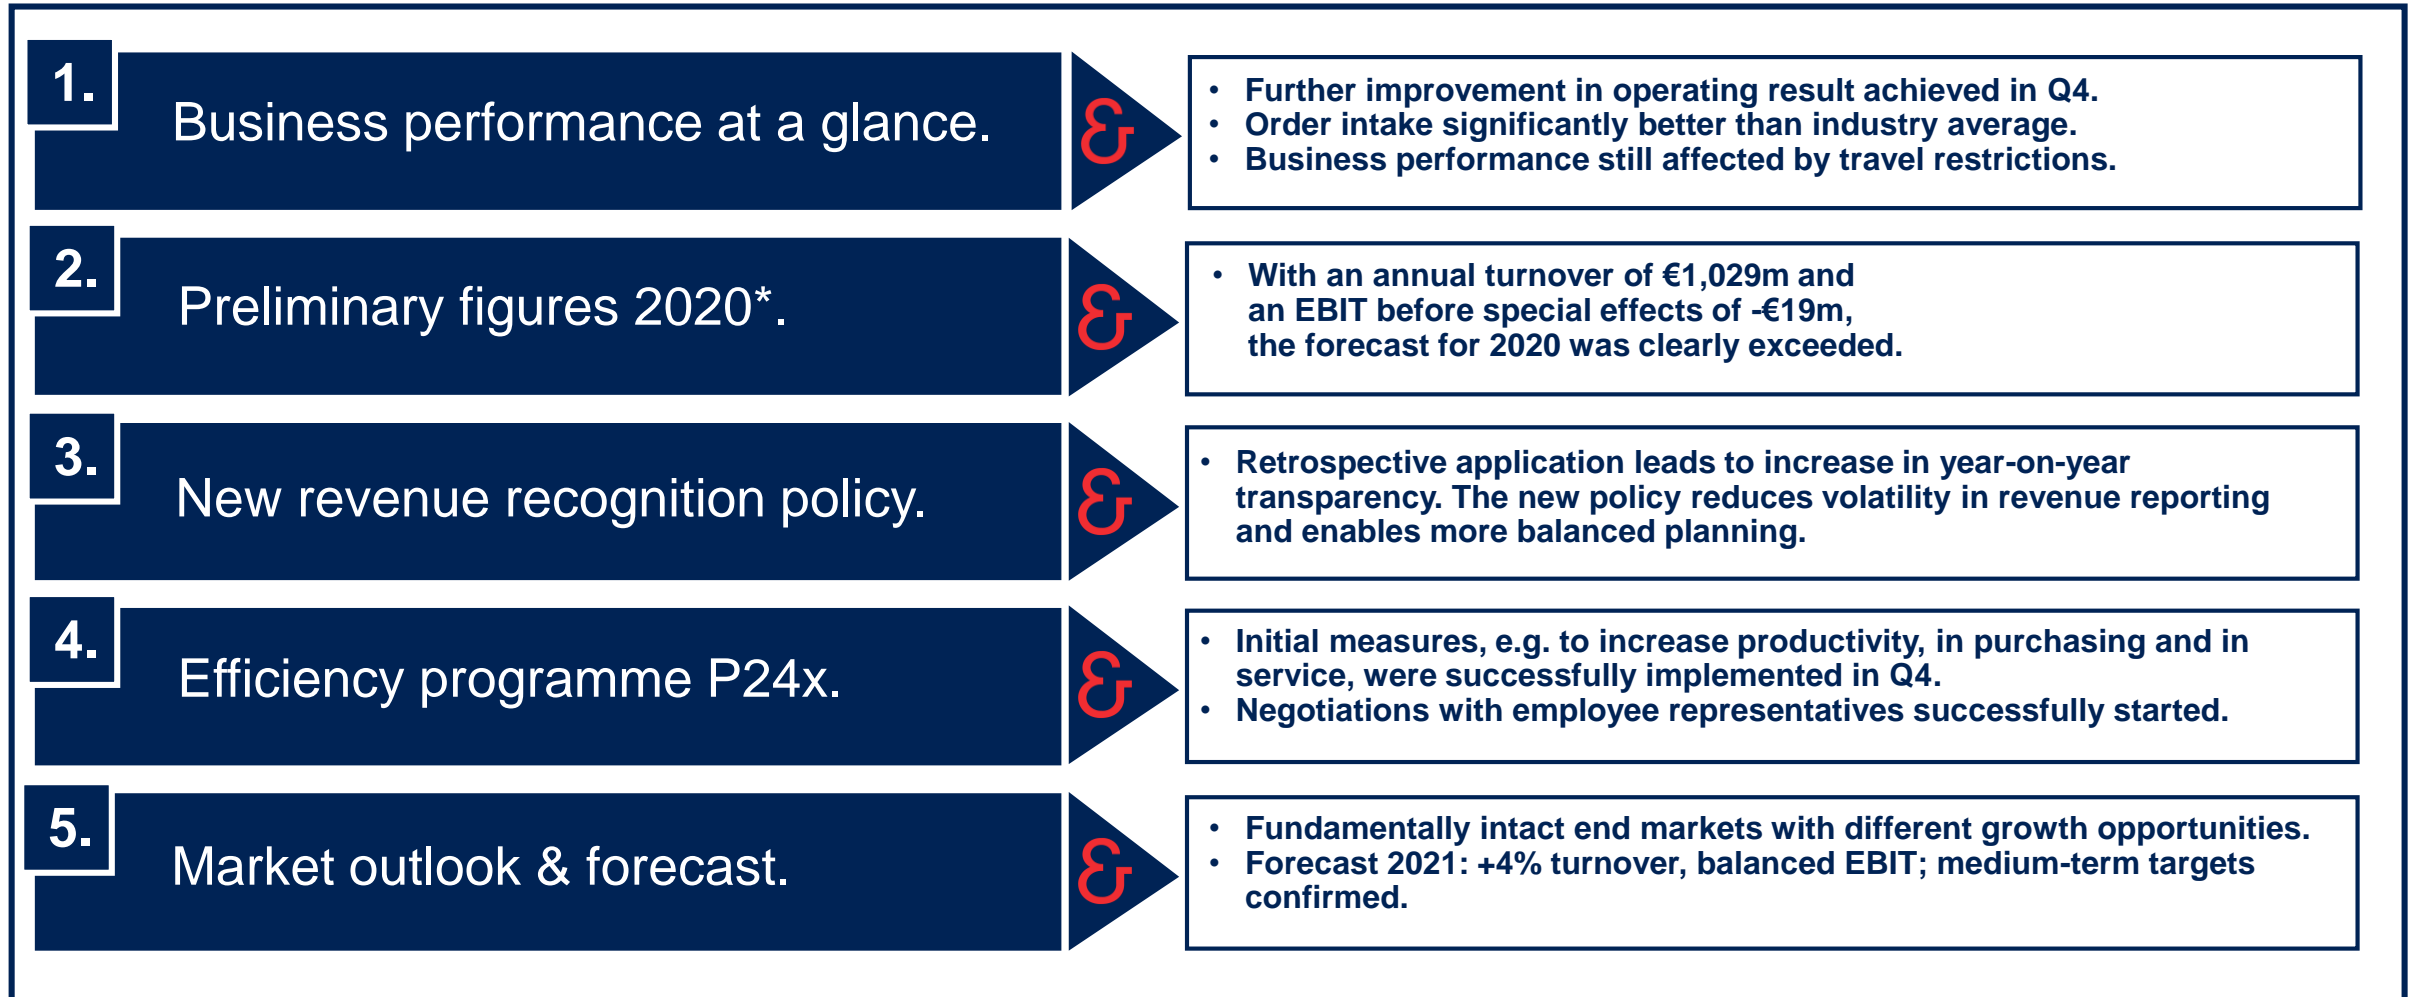 1.
Business performance at a glance.
&
• Further improvement in operating result achieved in Q4.
• Order intake significantly better than industry average.
• Business performance still affected by travel restrictions.
2.
Preliminary figures 2020*.
&
• With an annual turnover of €1,029m and
an EBIT before special effects of -€19m,
the forecast for 2020 was clearly exceeded.
3.
New revenue recognition policy.
&
• Retrospective application leads to increase in year-on-year
transparency. The new policy reduces volatility in revenue reporting
and enables more balanced planning.
4.
Efficiency programme P24x.
&
• Initial measures, e.g. to increase productivity, in purchasing and in
service, were successfully implemented in Q4.
• Negotiations with employee representatives successfully started.
5.
Market outlook & forecast.
&
• Fundamentally intact end markets with different growth opportunities.
• Forecast 2021: +4% turnover, balanced EBIT; medium-term targets
confirmed.